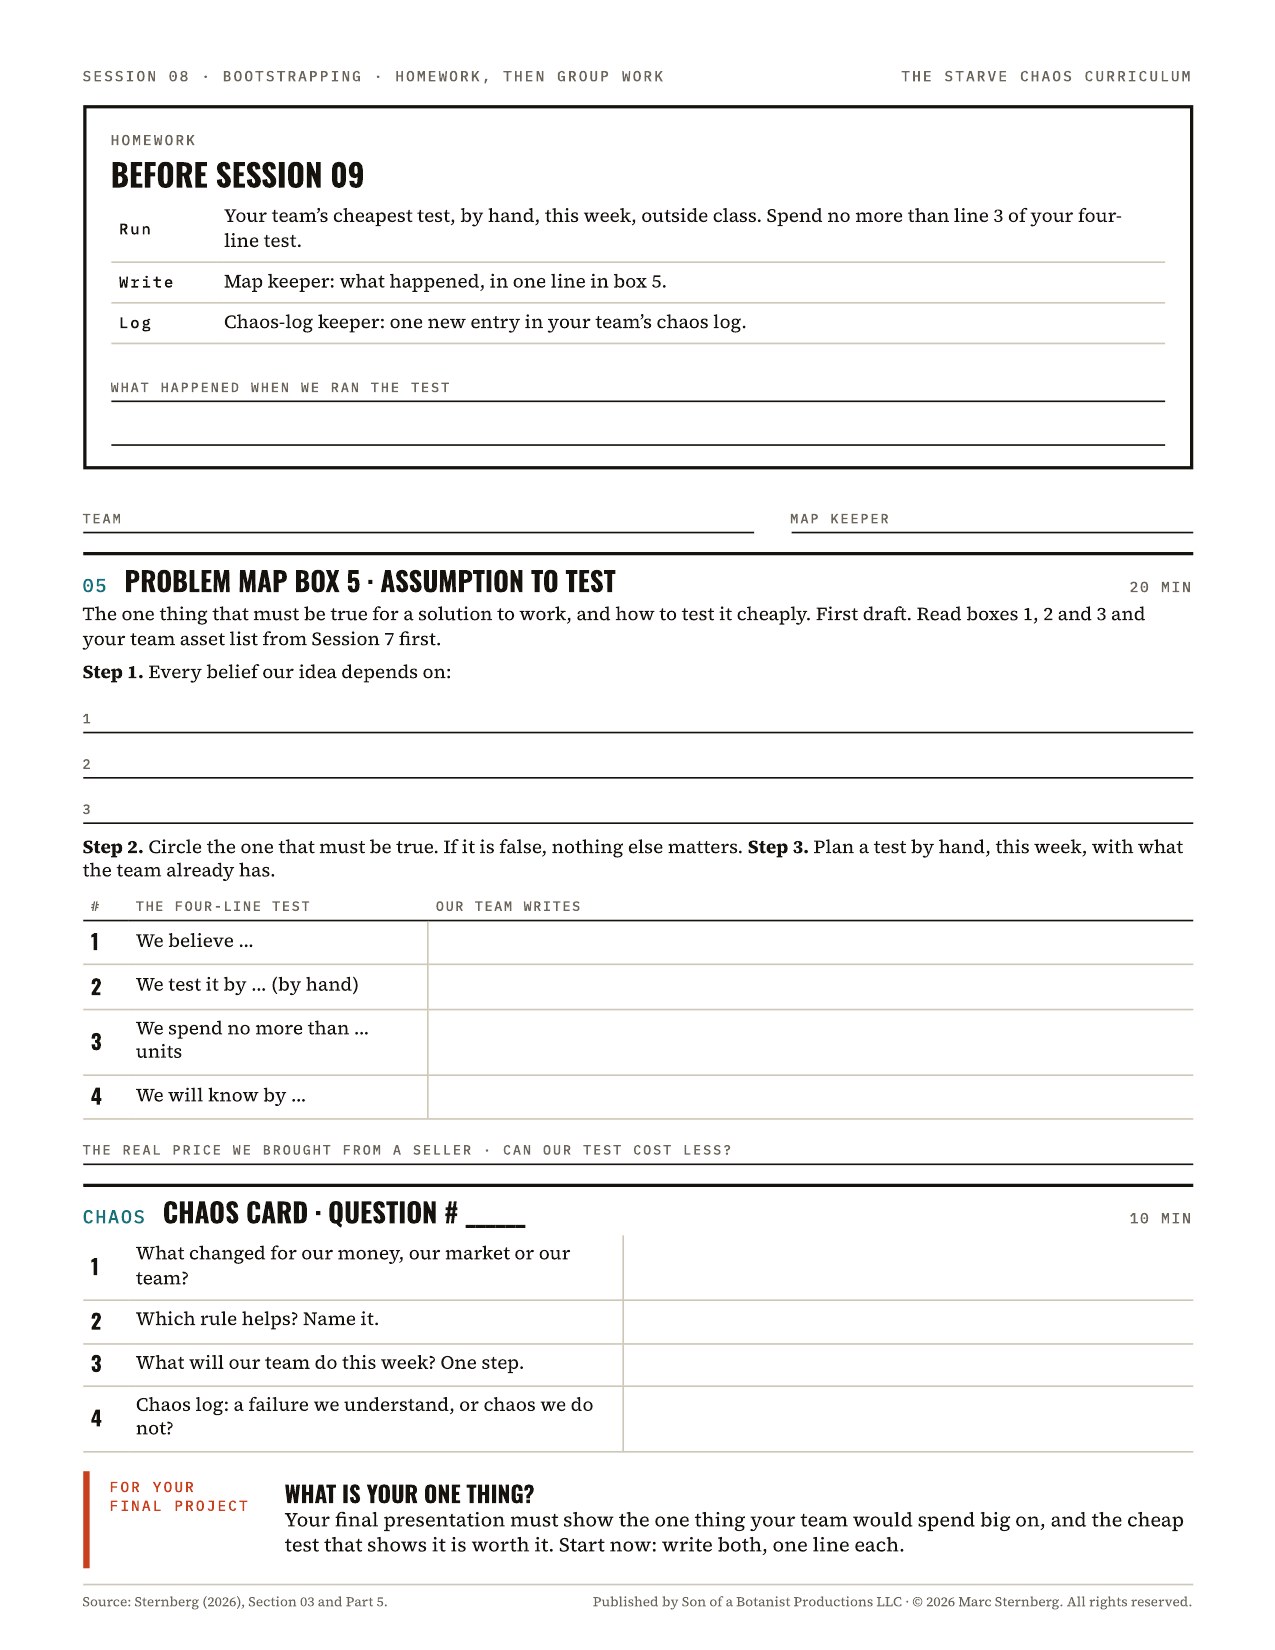 SESSION 08 · BOOTSTRAPPING · HOMEWORK, THEN GROUP WORK
THE STARVE CHAOS CURRICULUM
HOMEWORK
BEFORE SESSION 09
Run
Your team’s cheapest test, by hand, this week, outside class. Spend no more than line 3 of your four-
line test.
Write
Map keeper: what happened, in one line in box 5.
Log
Chaos-log keeper: one new entry in your team’s chaos log.
WHAT HAPPENED WHEN WE RAN THE TEST
TEAM
MAP KEEPER
05 PROBLEM MAP BOX 5 · ASSUMPTION TO TEST
20 MIN
The one thing that must be true for a solution to work, and how to test it cheaply. First draft. Read boxes 1, 2 and 3 and
your team asset list from Session 7 first.
Step 1. Every belief our idea depends on:
1
2
3
Step 2. Circle the one that must be true. If it is false, nothing else matters. Step 3. Plan a test by hand, this week, with what
the team already has.
# THE FOUR-LINE TEST OUR TEAM WRITES
1 We believe ...
2 We test it by ... (by hand)
3 We spend no more than ...
units
4 We will know by ...
THE REAL PRICE WE BROUGHT FROM A SELLER · CAN OUR TEST COST LESS?
CHAOS CHAOS CARD · QUESTION # _____
10 MIN
1 What changed for our money, our market or our
team?
2 Which rule helps? Name it.
3 What will our team do this week? One step.
4 Chaos log: a failure we understand, or chaos we do
not?
FOR YOUR
FINAL PROJECT
WHAT IS YOUR ONE THING?
Your final presentation must show the one thing your team would spend big on, and the cheap
test that shows it is worth it. Start now: write both, one line each.
Source: Sternberg (2026), Section 03 and Part 5.
Published by Son of a Botanist Productions LLC · © 2026 Marc Sternberg. All rights reserved.